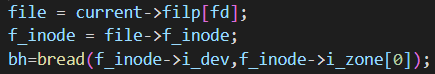 file = current->filp[fd];
f_inode = file->f_inode;
bh=bread(f_inode->i_dev,f_inode->i_zone[0]);